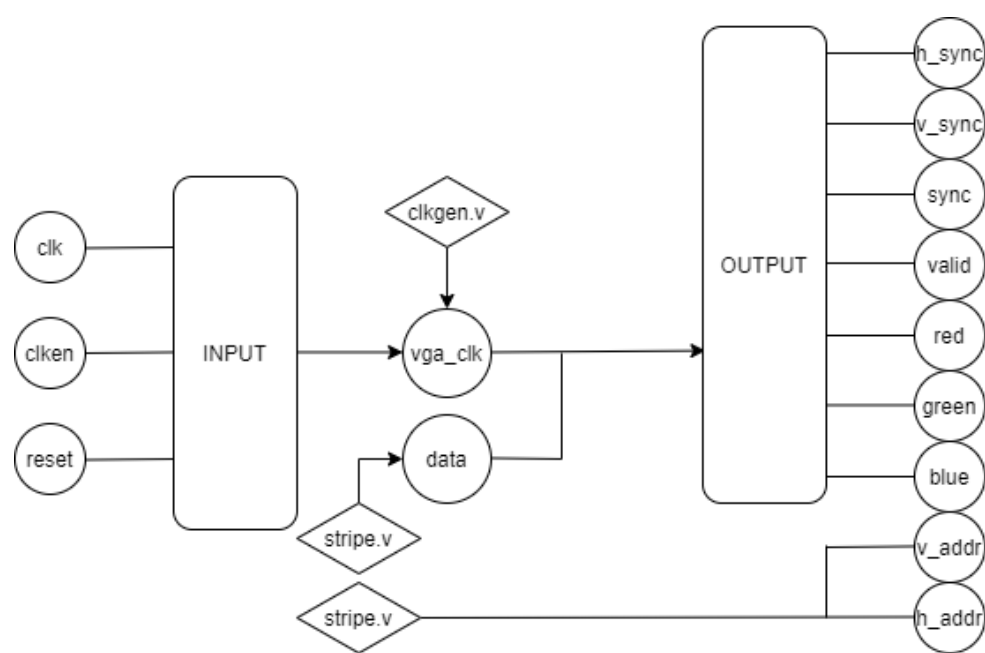 clk
clken
reset
INPUT
clkgen.v
vga_clk
data
stripe.v
stripe.v
OUTPUT
h_sync
v_sync
sync
valid
red
green
blue
v_addr
h_addr